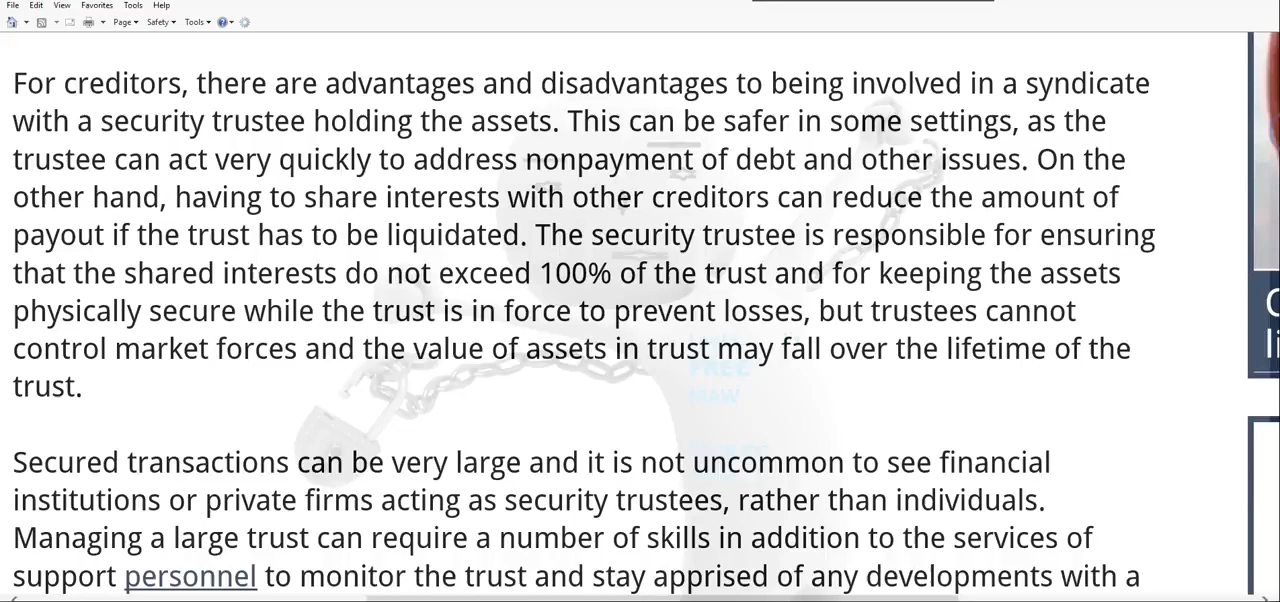 File Edit View Favorites Tools Help
Page Safety Tools
For creditors, there are advantages and disadvantages to being involved in a syndicate
with a security trustee holding the assets. This can be safer in some settings, as the
trustee can act very quickly to address nonpayment of debt and other issues. On the
other hand, having to share interests with other creditors can reduce the amount of
payout if the trust has to be liquidated. The security trustee is responsible for ensuring
that the shared interests do not exceed 100% of the trust and for keeping the assets
physically secure while the trust is in force to prevent losses, but trustees cannot
control market forces and the value of assets in trust may fall over the lifetime of the
trust.
FREE
Secured transactions can be very large and it is not uncommon to see financial
institutions or private firms acting as security trustees, rather than individuals.
Managing a large trust can require a number of skills in addition to the services of
support personnel to monitor the trust and stay apprised of any developments with a